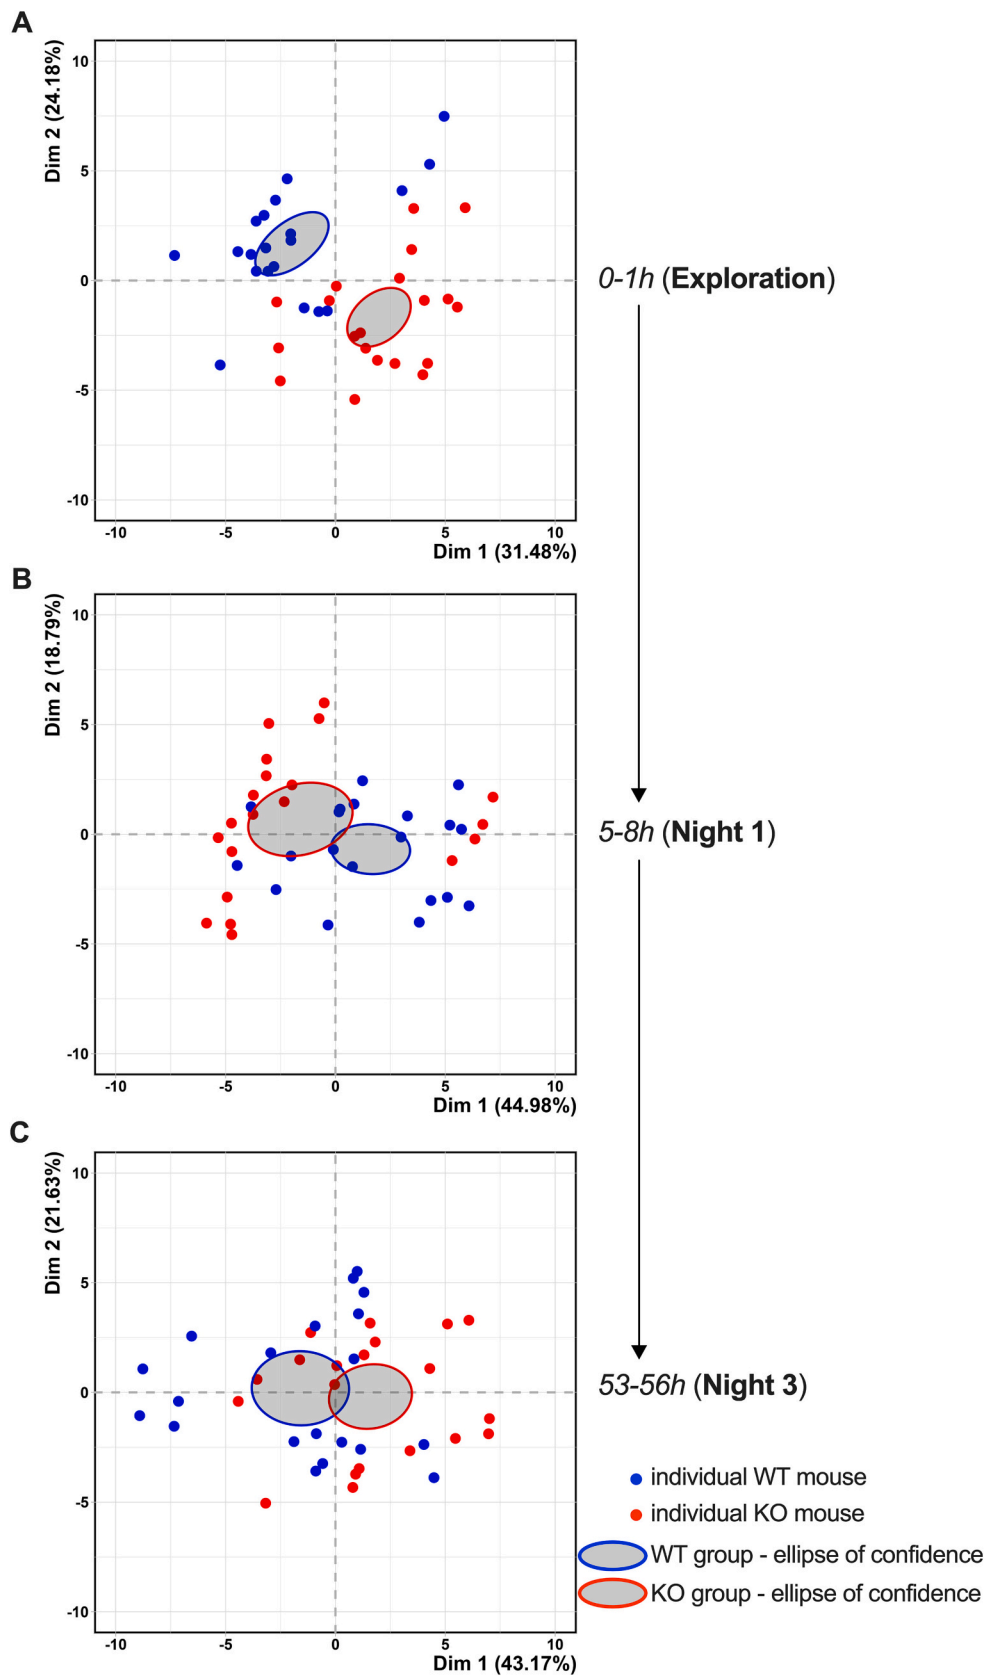 A
Dim 2 (24.18%)
10
5
0
-5
-10
-10 -5 0 5 10
Dim 1 (31.48%)
0-1h (Exploration)
B
Dim 2 (18.79%)
10
5
0
-5
-10
-10 -5 0 5 10
Dim 1 (44.98%)
5-8h (Night 1)
C
Dim 2 (21.63%)
10
5
0
-5
-10
-10 -5 0 5 10
Dim 1 (43.17%)
53-56h (Night 3)
individual WT mouse
individual KO mouse
WT group - ellipse of confidence
KO group - ellipse of confidence